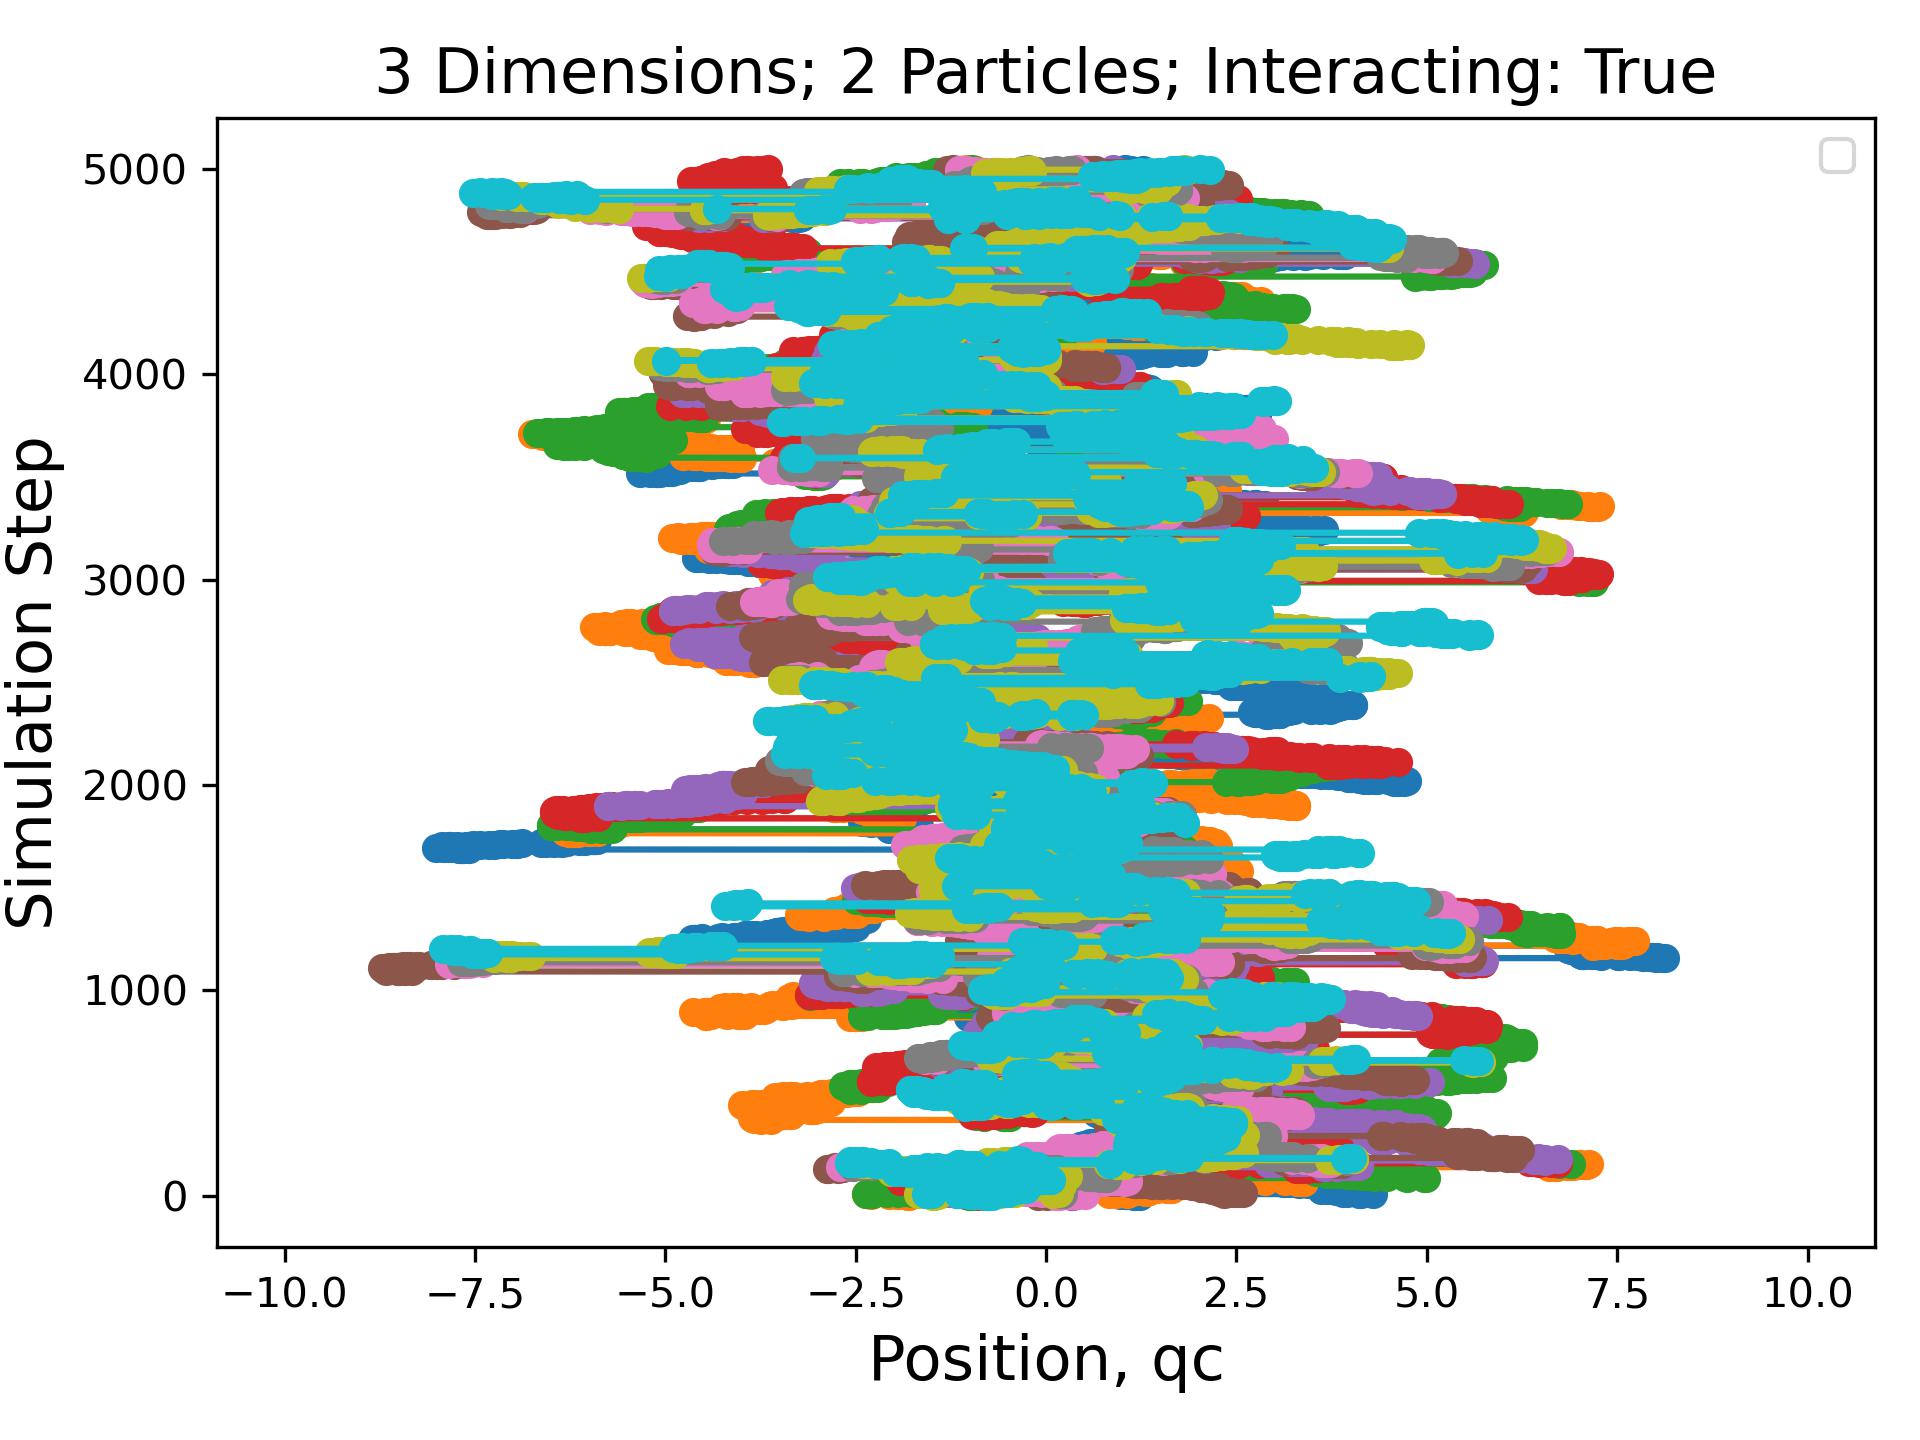 3 Dimensions; 2 Particles; Interacting: True
5000
4000
3000
2000
1000
0
Simulation Step
−10.0 −7.5 −5.0 −2.5 0.0 2.5 5.0 7.5 10.0
Position, qc